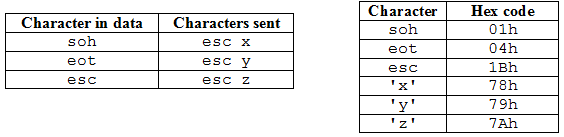 Character in data Characters sent
soh esc x
eot esc y
esc esc z
Character Hex code
soh 01h
eot 04h
esc 1Bh
'x' 78h
'y' 79h
'z' 7Ah